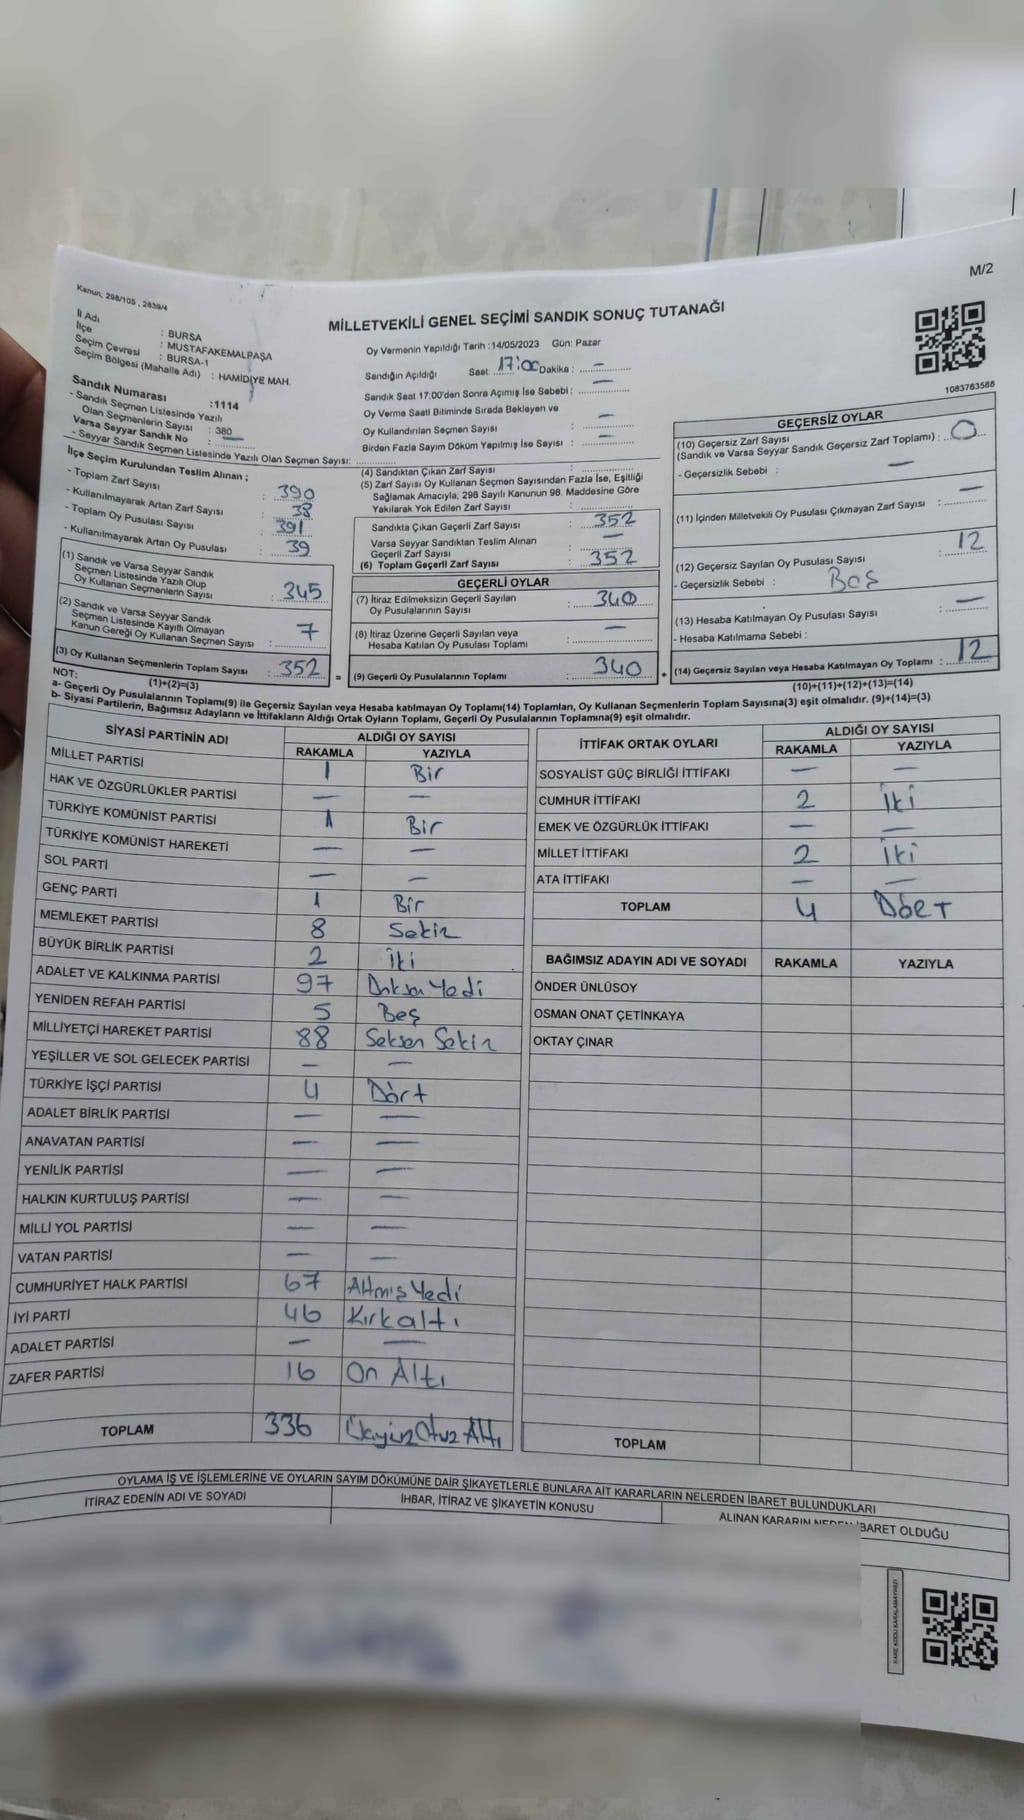 M/2
Kanun, 298/105 , 2839/4
MİLLETVEKİLİ GENEL SEÇİMİ SANDIK SONUÇ TUTANAĞI
1083763588
İl Adı : BURSA
İlçe : MUSTAFAKEMALPAŞA
Seçim Çevresi : BURSA-1
Seçim Bölgesi (Mahalle Adı) : HAMİDİYE MAH.
Sandık Numarası :1114
- Sandık Seçmen Listesinde Yazılı
Olan Seçmenlerin Sayısı : 380
Varsa Seyyar Sandık No : —
- Seyyar Sandık Seçmen Listesinde Yazılı Olan Seçmen Sayısı:
İlçe Seçim Kurulundan Teslim Alınan ;
- Toplam Zarf Sayısı : 390
- Kullanılmayarak Artan Zarf Sayısı : 38
- Toplam Oy Pusulası Sayısı : 391
- Kullanılmayarak Artan Oy Pusulası : 39
(1) Sandık ve Varsa Seyyar Sandık
Seçmen Listesinde Yazılı Olup
Oy Kullanan Seçmenlerin Sayısı : 345
(2) Sandık ve Varsa Seyyar Sandık
Seçmen Listesinde Kayıtlı Olmayan
Kanun Gereği Oy Kullanan Seçmen Sayısı : 7
(3) Oy Kullanan Seçmenlerin Toplam Sayısı : 352 =
(1)+(2)=(3)
Oy Vermenin Yapıldığı Tarih :14/05/2023 Gün: Pazar
Sandığın Açıldığı Saat: 17:00 Dakika : —
Sandık Saat 17:00'den Sonra Açımış İse Sebebi : —
Oy Verme Saati Bitiminde Sırada Bekleyen ve
Oy Kullandırılan Seçmen Sayısı : —
Birden Fazla Sayım Döküm Yapılmış İse Sayısı : —
(4) Sandıktan Çıkan Zarf Sayısı :
(5) Zarf Sayısı Oy Kullanan Seçmen Sayısından Fazla İse, Eşitliği
Sağlamak Amacıyla, 298 Sayılı Kanunun 98. Maddesine Göre
Yakılarak Yok Edilen Zarf Sayısı :
Sandıkta Çıkan Geçerli Zarf Sayısı : 352
Varsa Seyyar Sandıktan Teslim Alınan
Geçerli Zarf Sayısı : —
(6) Toplam Geçerli Zarf Sayısı : 352
GEÇERLİ OYLAR
(7) İtiraz Edilmeksizin Geçerli Sayılan
Oy Pusulalarının Sayısı : 340
(8) İtiraz Üzerine Geçerli Sayılan veya
Hesaba Katılan Oy Pusulası Toplamı : —
(9) Geçerli Oy Pusulalarının Toplamı : 340 +
GEÇERSİZ OYLAR
(10) Geçersiz Zarf Sayısı
(Sandık ve Varsa Seyyar Sandık Geçersiz Zarf Toplamı) : 0
- Geçersizlik Sebebi : —
(11) İçinden Milletvekili Oy Pusulası Çıkmayan Zarf Sayısı : —
(12) Geçersiz Sayılan Oy Pusulası Sayısı : 12
- Geçersizlik Sebebi : Boş
(13) Hesaba Katılmayan Oy Pusulası Sayısı : —
- Hesaba Katılmama Sebebi :
(14) Geçersiz Sayılan veya Hesaba Katılmayan Oy Toplamı : 12
(10)+(11)+(12)+(13)=(14)
NOT:
a- Geçerli Oy Pusulalarının Toplamı(9) ile Geçersiz Sayılan veya Hesaba katılmayan Oy Toplamı(14) Toplamları, Oy Kullanan Seçmenlerin Toplam Sayısına(3) eşit olmalıdır. (9)+(14)=(3)
b- Siyasi Partilerin, Bağımsız Adayların ve İttifakların Aldığı Ortak Oyların Toplamı, Geçerli Oy Pusulalarının Toplamına(9) eşit olmalıdır.
SİYASİ PARTİNİN ADI ALDIĞI OY SAYISI
RAKAMLA YAZIYLA
MİLLET PARTİSİ 1 Bir
HAK VE ÖZGÜRLÜKLER PARTİSİ — —
TÜRKİYE KOMÜNİST PARTİSİ 1 Bir
TÜRKİYE KOMÜNİST HAREKETİ — —
SOL PARTİ — —
GENÇ PARTİ 1 Bir
MEMLEKET PARTİSİ 8 Sekiz
BÜYÜK BİRLİK PARTİSİ 2 İki
ADALET VE KALKINMA PARTİSİ 97 Doksan Yedi
YENİDEN REFAH PARTİSİ 5 Beş
MİLLİYETÇİ HAREKET PARTİSİ 88 Seksen Sekiz
YEŞİLLER VE SOL GELECEK PARTİSİ — —
TÜRKİYE İŞÇİ PARTİSİ 4 Dört
ADALET BİRLİK PARTİSİ — —
ANAVATAN PARTİSİ — —
YENİLİK PARTİSİ — —
HALKIN KURTULUŞ PARTİSİ — —
MİLLİ YOL PARTİSİ — —
VATAN PARTİSİ — —
CUMHURİYET HALK PARTİSİ 67 Altmış Yedi
İYİ PARTİ 46 Kırkaltı
ADALET PARTİSİ — —
ZAFER PARTİSİ 16 On Altı
TOPLAM 336 Üçyüz Otuz Altı
İTTİFAK ORTAK OYLARI ALDIĞI OY SAYISI
RAKAMLA YAZIYLA
SOSYALİST GÜÇ BİRLİĞİ İTTİFAKI — —
CUMHUR İTTİFAKI 2 İki
EMEK VE ÖZGÜRLÜK İTTİFAKI — —
MİLLET İTTİFAKI 2 İki
ATA İTTİFAKI — —
TOPLAM 4 Dört
BAĞIMSIZ ADAYIN ADI VE SOYADI RAKAMLA YAZIYLA
ÖNDER ÜNLÜSOY
OSMAN ONAT ÇETİNKAYA
OKTAY ÇINAR
TOPLAM
OYLAMA İŞ VE İŞLEMLERİNE VE OYLARIN SAYIM DÖKÜMÜNE DAİR ŞİKAYETLERLE BUNLARA AİT KARARLARIN NELERDEN İBARET BULUNDUKLARI
İTİRAZ EDENİN ADI VE SOYADI İHBAR, İTİRAZ VE ŞİKAYETİN KONUSU ALINAN KARARIN NEDEN İBARET OLDUĞU
KARE KODU KARALAMAYINIZ!